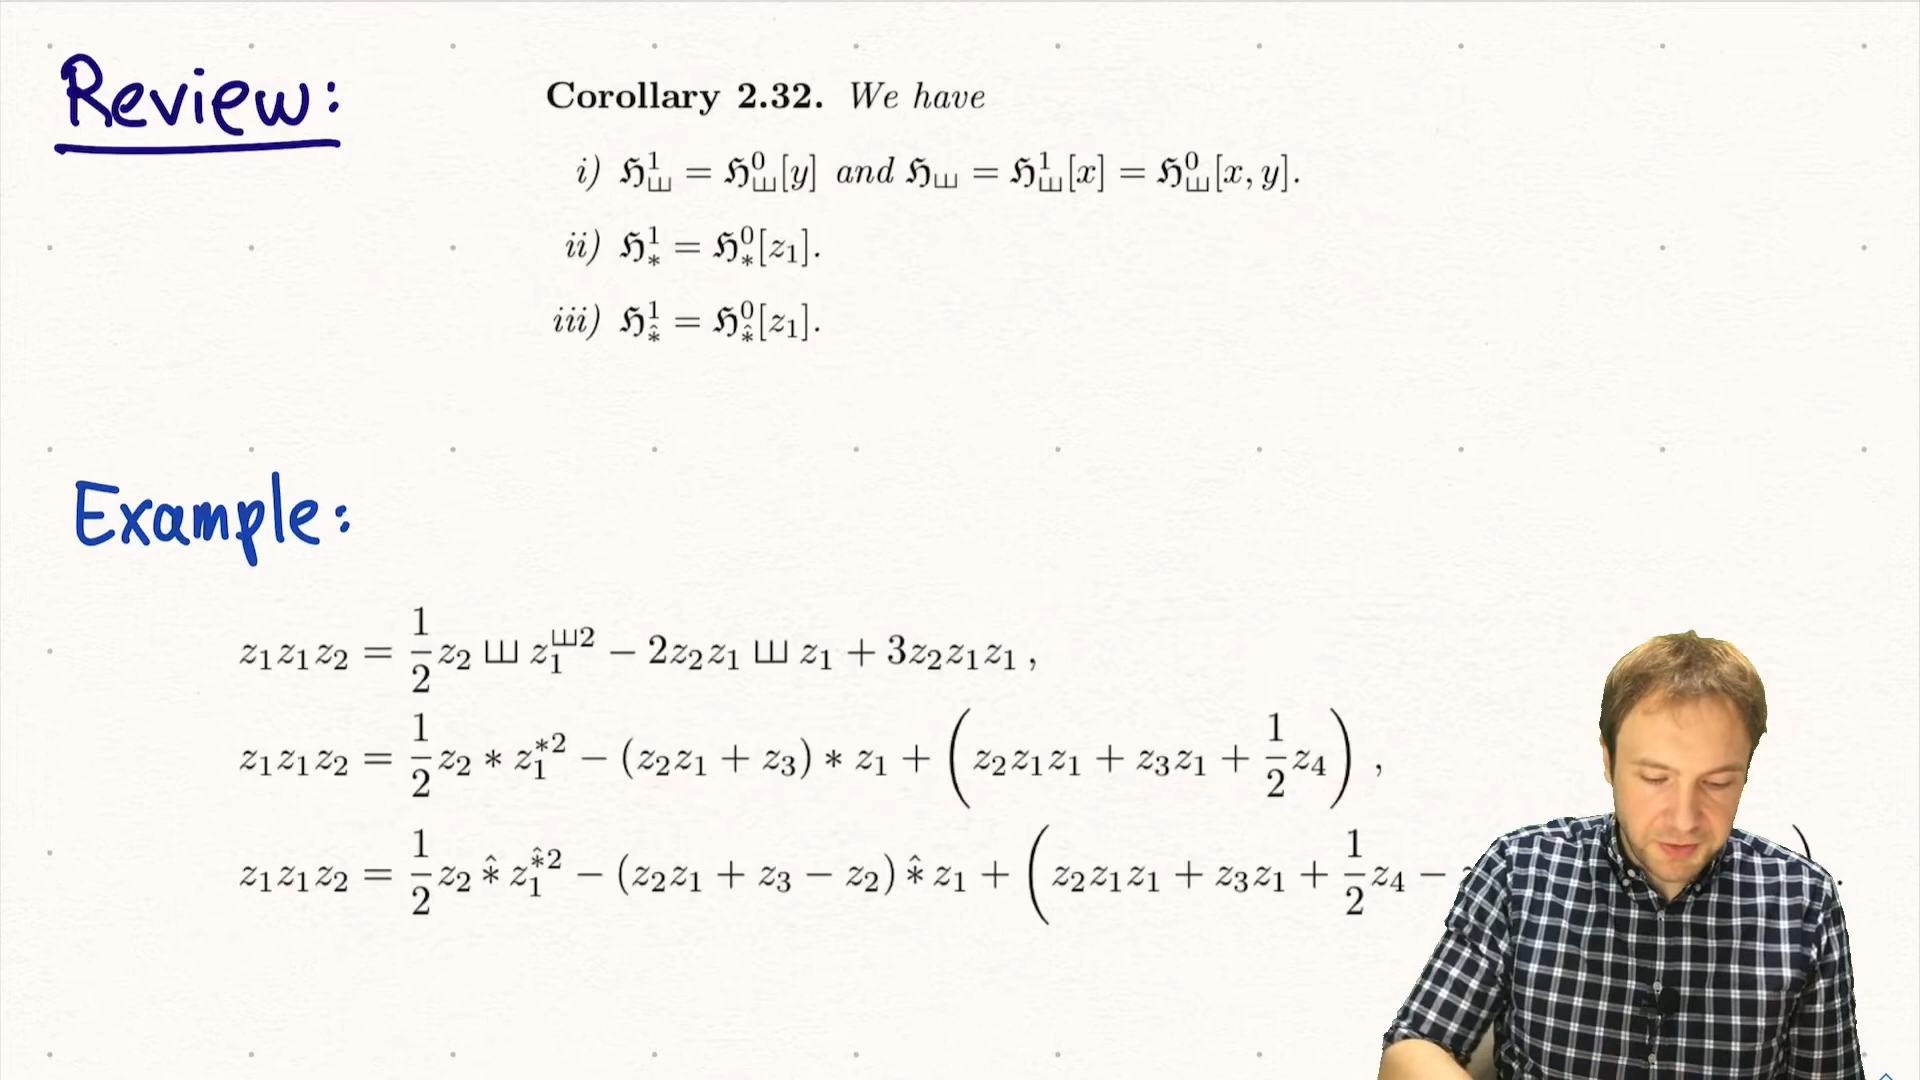 Review:
Corollary 2.32. We have
i) ℌ¹_ш = ℌ⁰_ш[y] and ℌ_ш = ℌ¹_ш[x] = ℌ⁰_ш[x, y].
ii) ℌ¹_* = ℌ⁰_*[z₁].
iii) ℌ¹_*̂ = ℌ⁰_*̂[z₁].
Example:
z₁z₁z₂ = 1/2 z₂ ш z₁^{ш2} − 2z₂z₁ ш z₁ + 3z₂z₁z₁ ,
z₁z₁z₂ = 1/2 z₂ * z₁^{*2} − (z₂z₁ + z₃) * z₁ + (z₂z₁z₁ + z₃z₁ + 1/2 z₄) ,
z₁z₁z₂ = 1/2 z₂ *̂ z₁^{*̂2} − (z₂z₁ + z₃ − z₂) *̂ z₁ + (z₂z₁z₁ + z₃z₁ + 1/2 z₄ − ) .